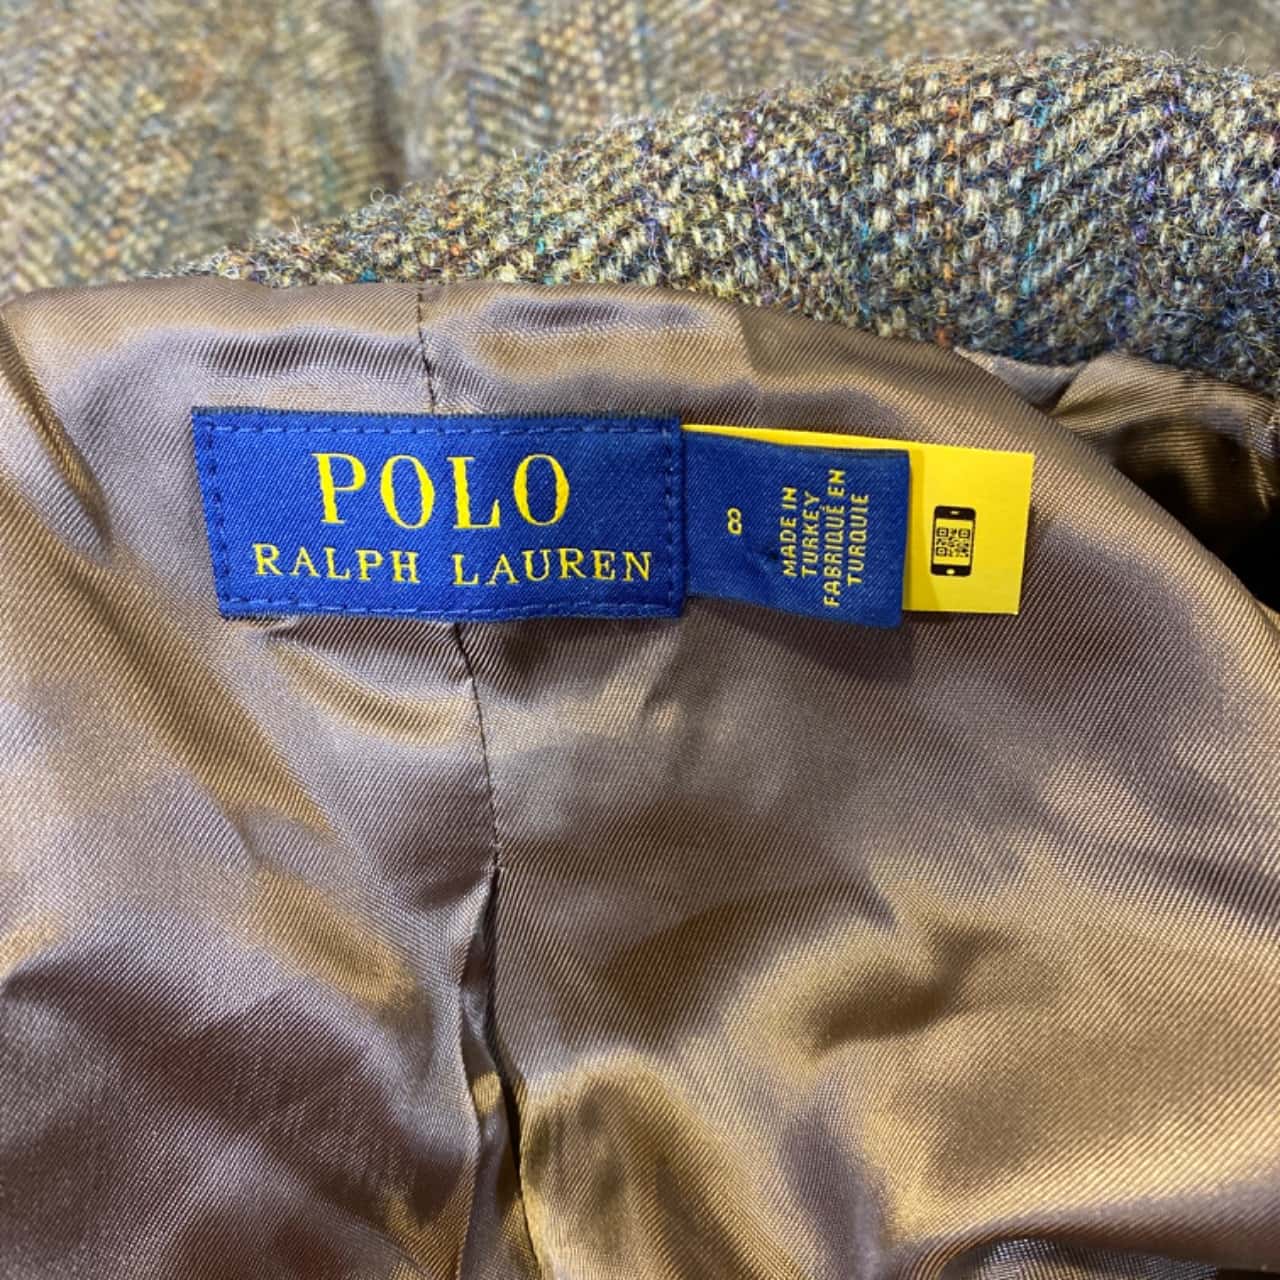 POLO
RALPH LAUREN
8
MADE IN
TURKEY
FABRIQUÉ EN
TURQUIE